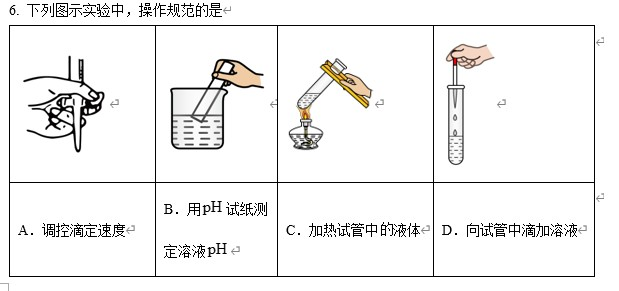 6. 下列图示实验中，操作规范的是
A．调控滴定速度
B．用pH试纸测
定溶液pH
C．加热试管中的液体
D．向试管中滴加溶液